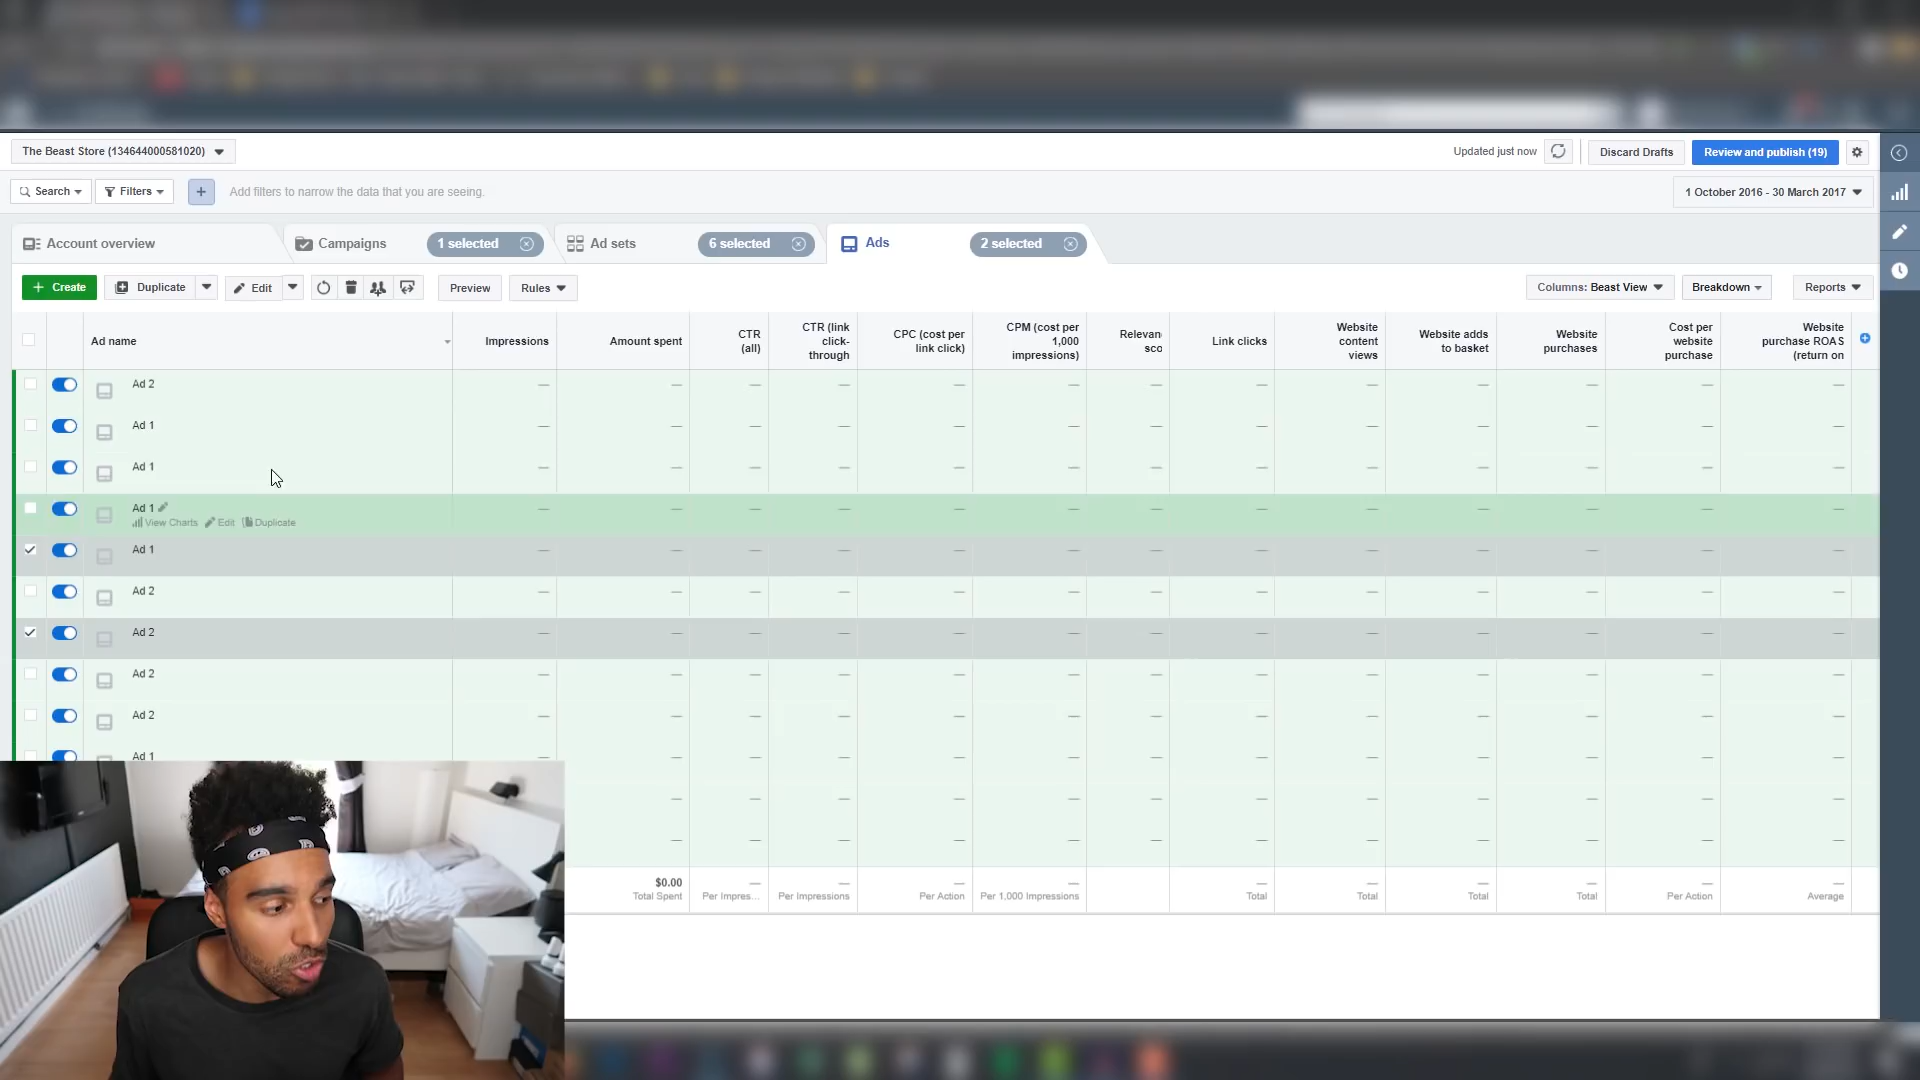 The Beast Store (134644000581020)
Updated just now
Discard Drafts
Review and publish (19)
Search
Filters
Add filters to narrow the data that you are seeing.
1 October 2016 - 30 March 2017
Account overview
Campaigns
1 selected
Ad sets
6 selected
Ads
2 selected
Create
Duplicate
Edit
Preview
Rules
Columns: Beast View
Breakdown
Reports
Ad name
Impressions
Amount spent
CTR
(all)
CTR (link
click-
through
CPC (cost per
link click)
CPM (cost per
1,000
impressions)
Relevan
sco
Link clicks
Website
content
views
Website adds
to basket
Website
purchases
Cost per
website
purchase
Website
purchase ROAS
(return on
Ad 2
Ad 1
Ad 1
Ad 1
View Charts Edit Duplicate
Ad 1
Ad 2
Ad 2
Ad 2
Ad 2
Ad 1
$0.00
Total Spent
Per Impres...
Per Impressions
Per Action
Per 1,000 Impressions
Total
Total
Total
Total
Per Action
Average